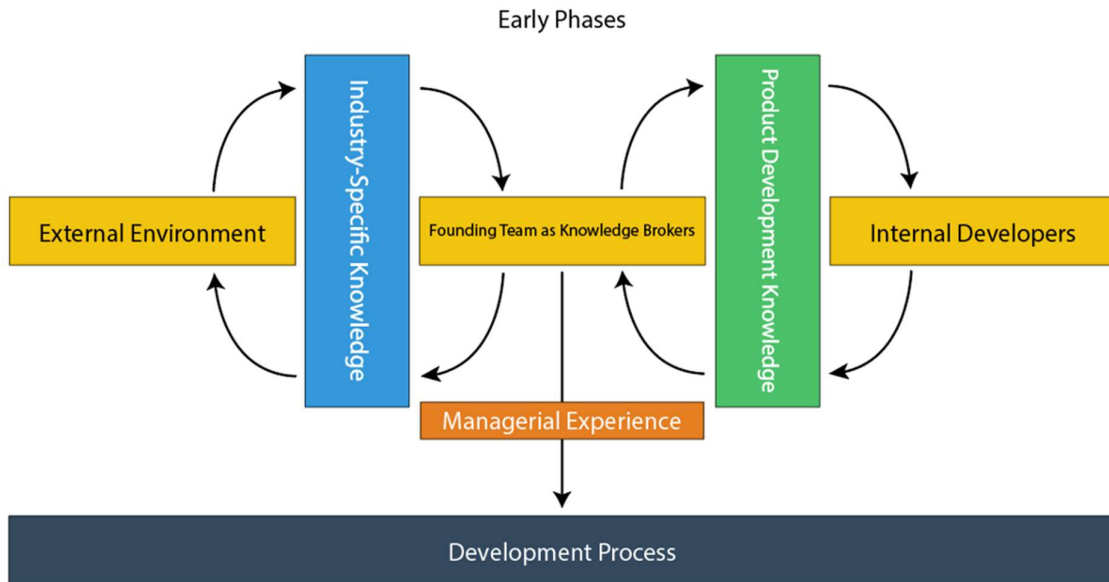 Early Phases
Industry-Specific Knowledge
Product Development Knowledge
External Environment
Founding Team as Knowledge Brokers
Internal Developers
Managerial Experience
Development Process